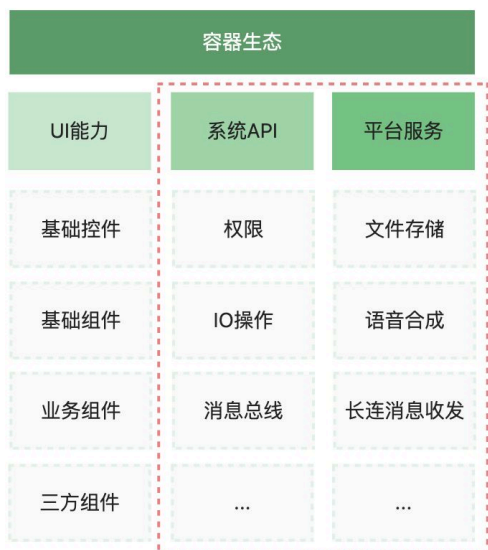 容器生态
UI能力 系统API 平台服务
基础控件 权限 文件存储
基础组件 IO操作 语音合成
业务组件 消息总线 长连消息收发
三方组件 ... ...